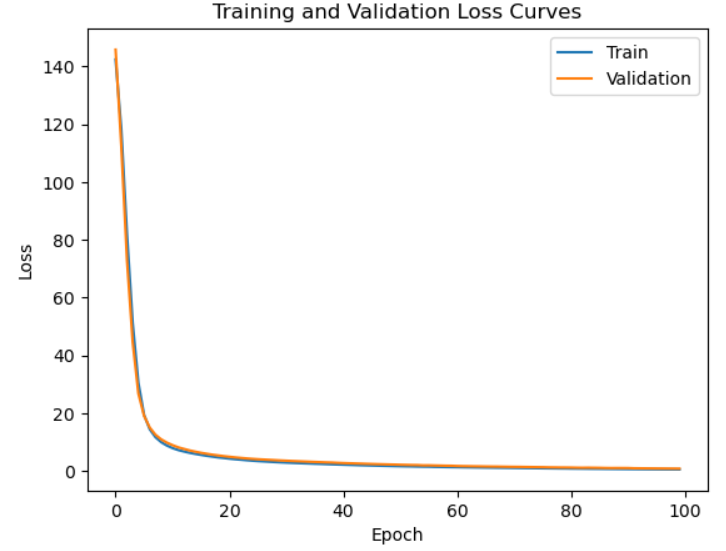 Training and Validation Loss Curves
Train
Validation
140
120
100
80
60
40
20
0
Loss
0 20 40 60 80 100
Epoch